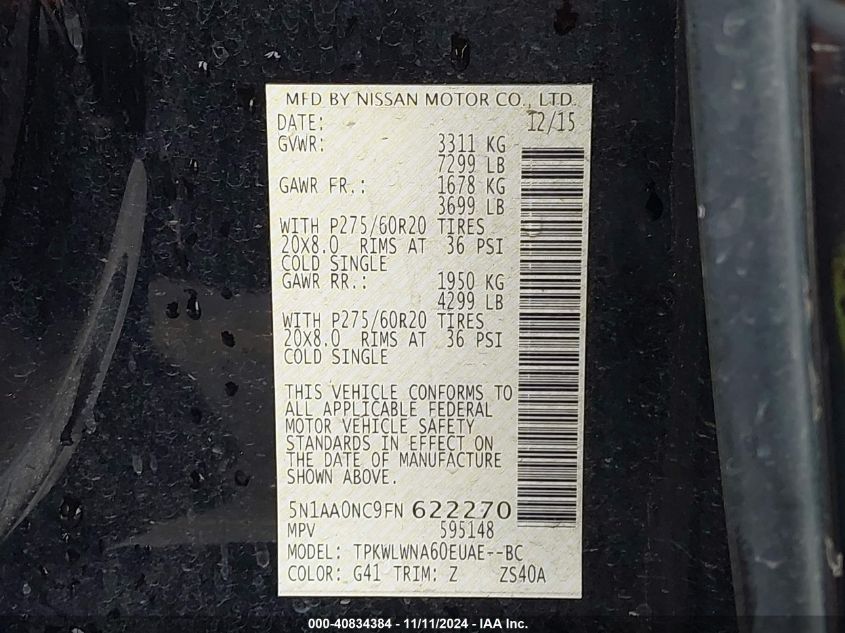 MFD BY NISSAN MOTOR CO., LTD.
DATE: 12/15
GVWR: 3311 KG
7299 LB
GAWR FR.: 1678 KG
3699 LB
WITH P275/60R20 TIRES
20X8.0 RIMS AT 36 PSI
COLD SINGLE
GAWR RR.: 1950 KG
4299 LB
WITH P275/60R20 TIRES
20X8.0 RIMS AT 36 PSI
COLD SINGLE
THIS VEHICLE CONFORMS TO
ALL APPLICABLE FEDERAL
MOTOR VEHICLE SAFETY
STANDARDS IN EFFECT ON
THE DATE OF MANUFACTURE
SHOWN ABOVE.
5N1AA0NC9FN 622270
MPV 595148
MODEL: TPKWLWNA60EUAE--BC
COLOR: G41 TRIM: Z ZS40A
000-40834384 - 11/11/2024 - IAA Inc.